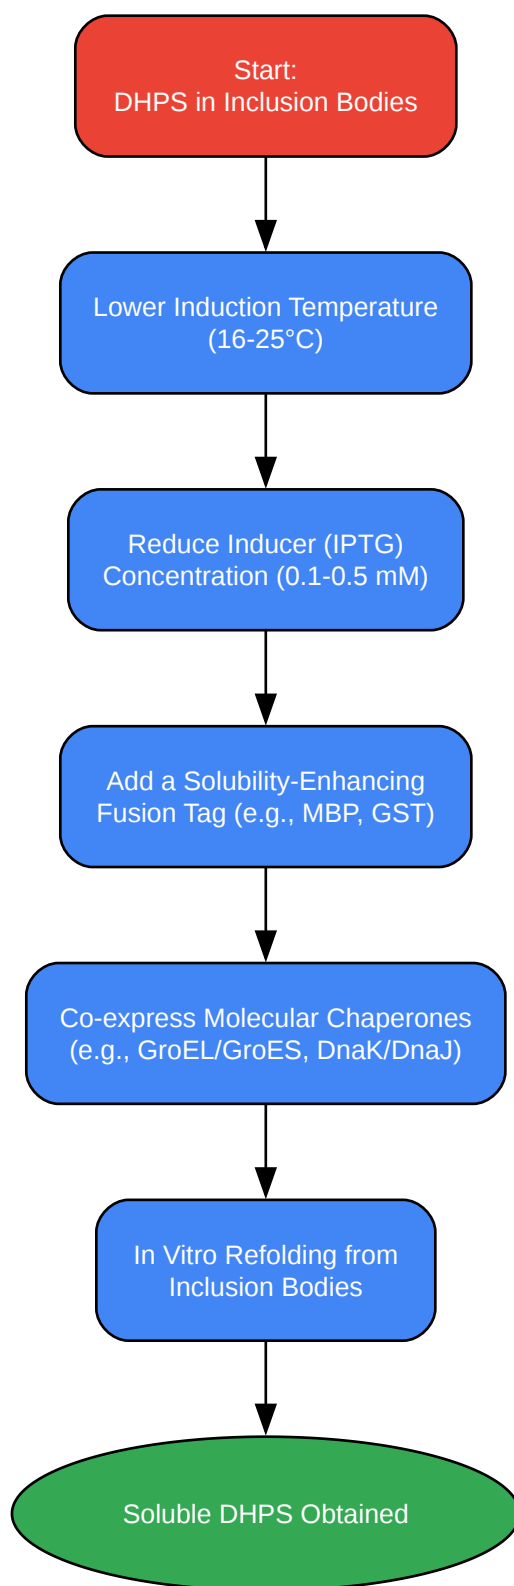 Start:
DHPS in Inclusion Bodies
Lower Induction Temperature
(16-25°C)
Reduce Inducer (IPTG)
Concentration (0.1-0.5 mM)
Add a Solubility-Enhancing
Fusion Tag (e.g., MBP, GST)
Co-express Molecular Chaperones
(e.g., GroEL/GroES, DnaK/DnaJ)
In Vitro Refolding from
Inclusion Bodies
Soluble DHPS Obtained